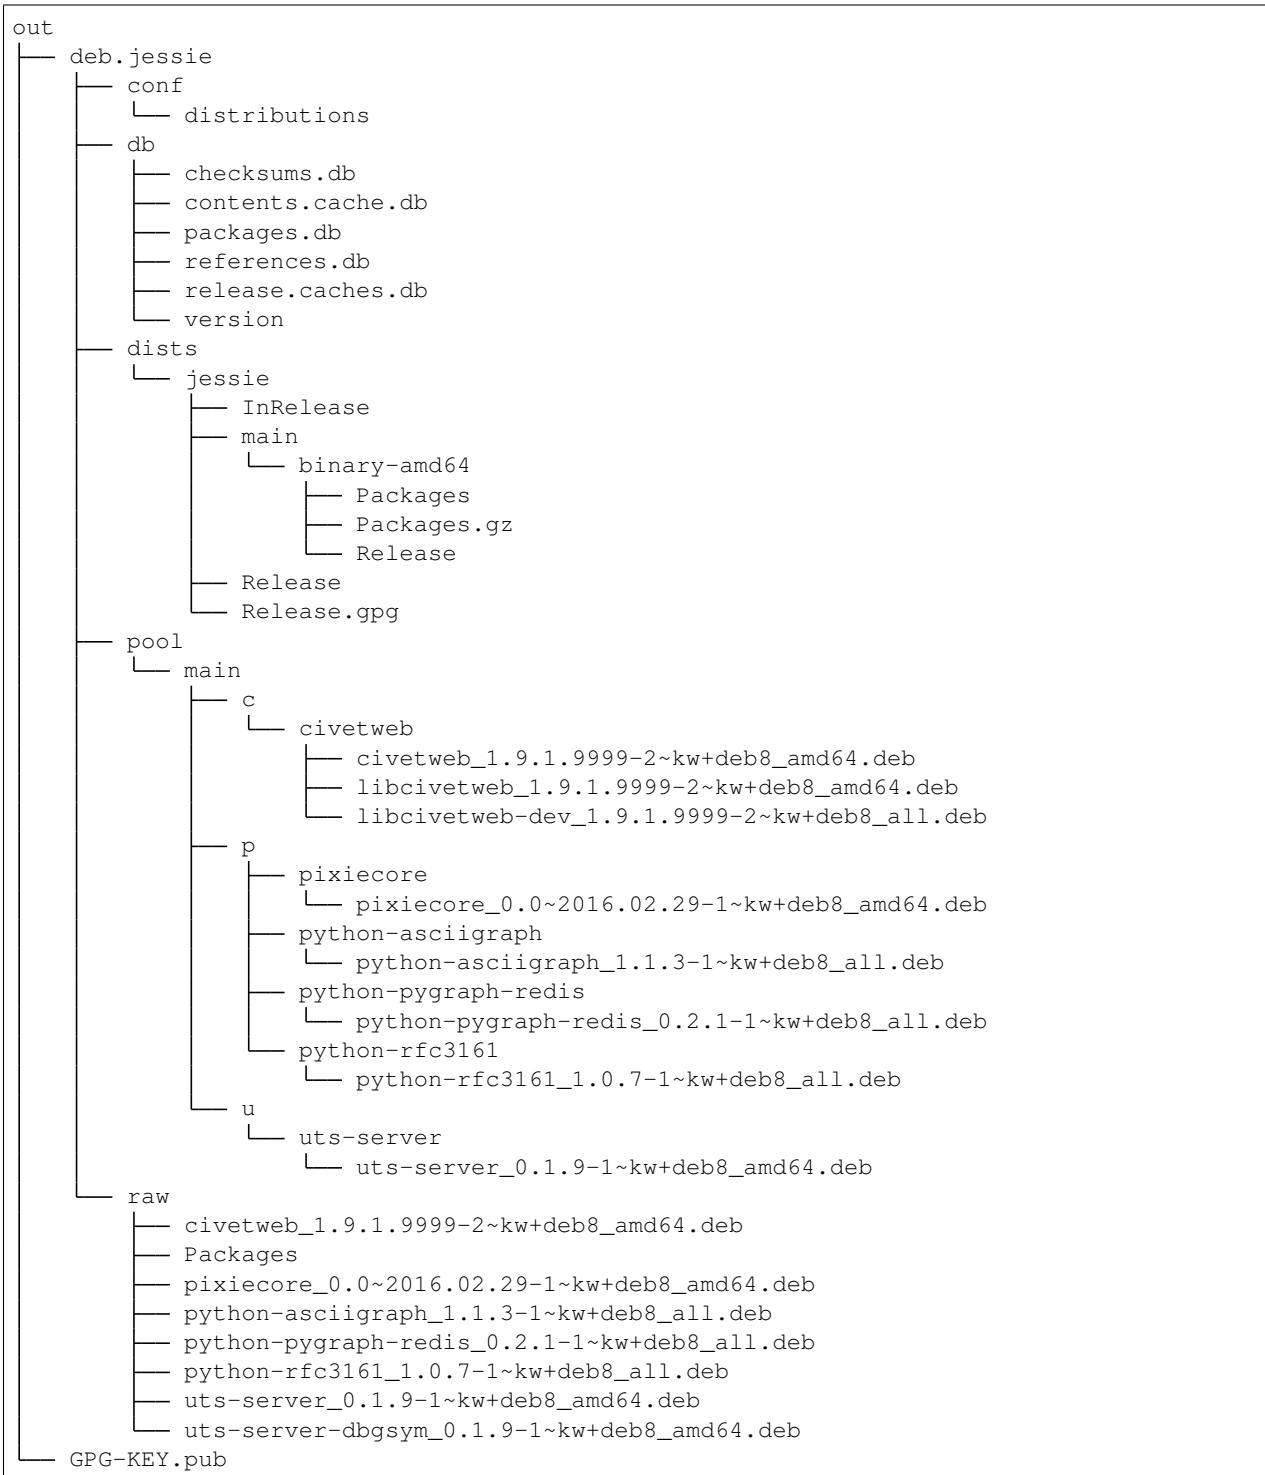 out
├── deb.jessie
│   ├── conf
│   │   └── distributions
│   ├── db
│   │   ├── checksums.db
│   │   ├── contents.cache.db
│   │   ├── packages.db
│   │   ├── references.db
│   │   ├── release.caches.db
│   │   └── version
│   ├── dists
│   │   └── jessie
│   │       ├── InRelease
│   │       ├── main
│   │       │   └── binary-amd64
│   │       │       ├── Packages
│   │       │       ├── Packages.gz
│   │       │       └── Release
│   │       ├── Release
│   │       └── Release.gpg
│   ├── pool
│   │   └── main
│   │       ├── c
│   │       │   └── civetweb
│   │       │       ├── civetweb_1.9.1.9999-2~kw+deb8_amd64.deb
│   │       │       ├── libcivetweb_1.9.1.9999-2~kw+deb8_amd64.deb
│   │       │       └── libcivetweb-dev_1.9.1.9999-2~kw+deb8_all.deb
│   │       ├── p
│   │       │   ├── pixiecore
│   │       │   │   └── pixiecore_0.0~2016.02.29-1~kw+deb8_amd64.deb
│   │       │   ├── python-asciigraph
│   │       │   │   └── python-asciigraph_1.1.3-1~kw+deb8_all.deb
│   │       │   ├── python-pygraph-redis
│   │       │   │   └── python-pygraph-redis_0.2.1-1~kw+deb8_all.deb
│   │       │   └── python-rfc3161
│   │       │       └── python-rfc3161_1.0.7-1~kw+deb8_all.deb
│   │       └── u
│   │           └── uts-server
│   │               └── uts-server_0.1.9-1~kw+deb8_amd64.deb
│   └── raw
│       ├── civetweb_1.9.1.9999-2~kw+deb8_amd64.deb
│       ├── Packages
│       ├── pixiecore_0.0~2016.02.29-1~kw+deb8_amd64.deb
│       ├── python-asciigraph_1.1.3-1~kw+deb8_all.deb
│       ├── python-pygraph-redis_0.2.1-1~kw+deb8_all.deb
│       ├── python-rfc3161_1.0.7-1~kw+deb8_all.deb
│       ├── uts-server_0.1.9-1~kw+deb8_amd64.deb
│       └── uts-server-dbgsym_0.1.9-1~kw+deb8_amd64.deb
└── GPG-KEY.pub